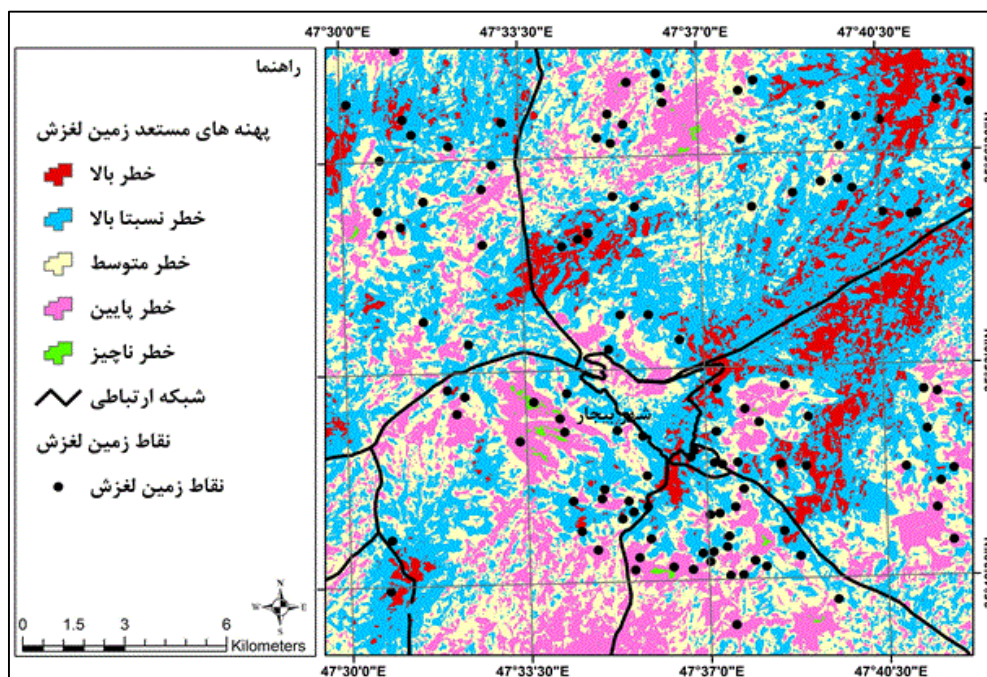 47°30'0"E 47°33'30"E 47°37'0"E 47°40'30"E
راهنما
پهنه های مستعد زمین لغزش
خطر بالا
خطر نسبتا بالا
خطر متوسط
خطر پایین
خطر ناچیز
شبکه ارتباطی
نقاط زمین لغزش
نقاط زمین لغزش
شهر بیجار
N
W E
S
0 1.5 3 6
Kilometers
47°30'0"E 47°33'30"E 47°37'0"E 47°40'30"E